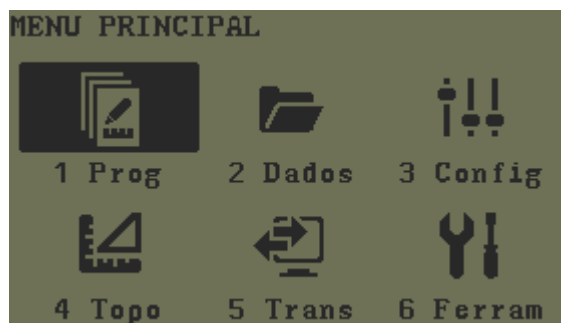 MENU PRINCIPAL
1 Prog 2 Dados 3 Config
4 Topo 5 Trans 6 Ferram